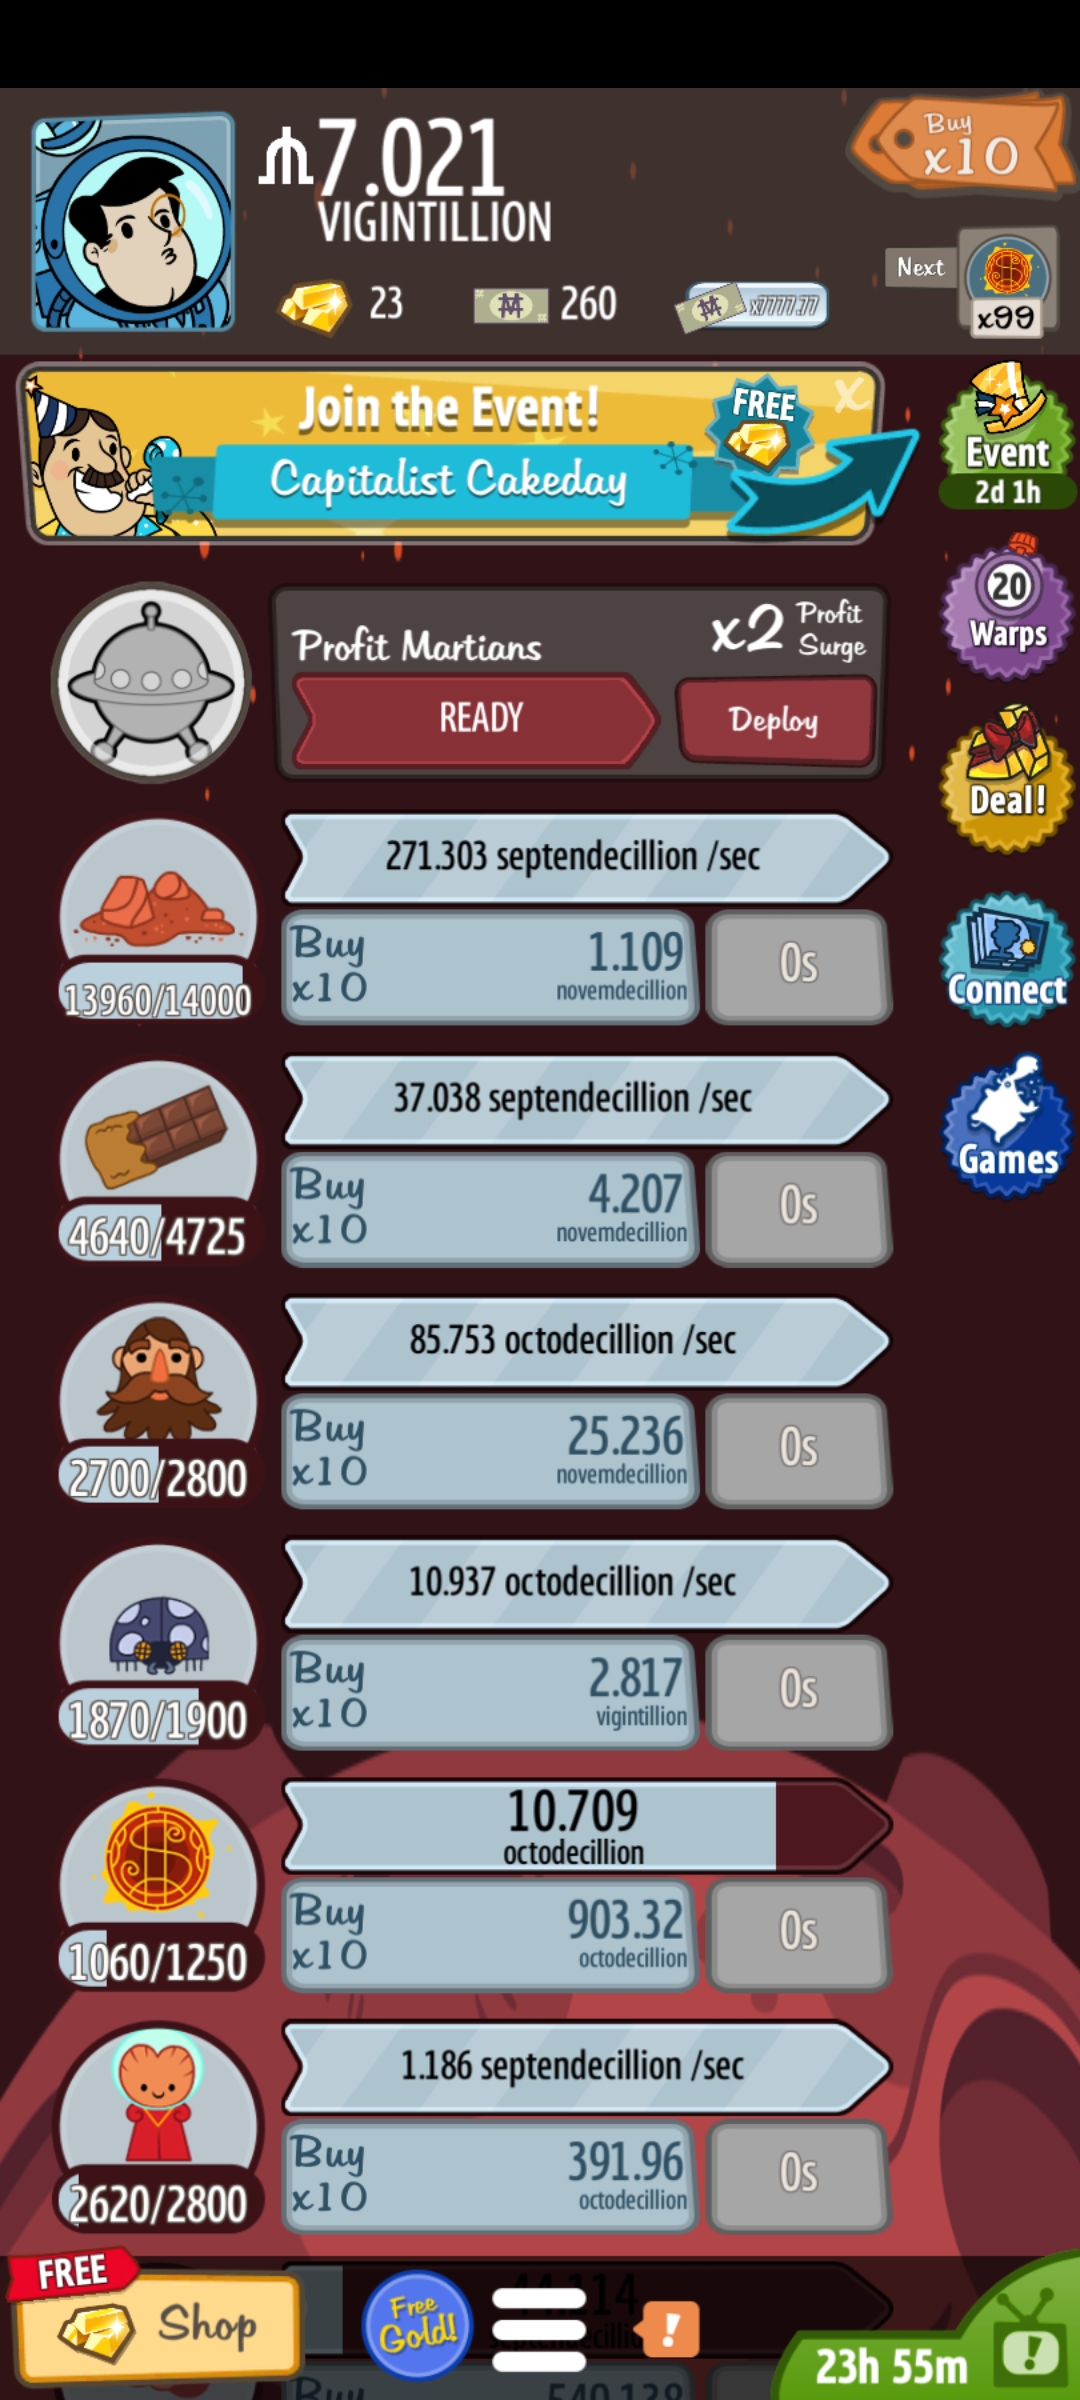 7.021
VIGINTILLION
Buy
x10
23
260
x7777.77
Next
x99
Join the Event!
FREE
X
Capitalist Cakeday
Event
2d 1h
20
Warps
Profit Martians
x2 Profit
Surge
READY
Deploy
Deal!
271.303 septendecillion /sec
Buy
x10
1.109
novemdecillion
0s
13960/14000
Connect
37.038 septendecillion /sec
Buy
x10
4.207
novemdecillion
0s
4640/4725
Games
85.753 octodecillion /sec
Buy
x10
25.236
novemdecillion
0s
2700/2800
10.937 octodecillion /sec
Buy
x10
2.817
vigintillion
0s
1870/1900
10.709
octodecillion
Buy
x10
903.32
octodecillion
0s
1060/1250
1.186 septendecillion /sec
Buy
x10
391.96
octodecillion
0s
2620/2800
FREE
Shop
Free
Gold!
!
23h 55m
!
Buy
540.138